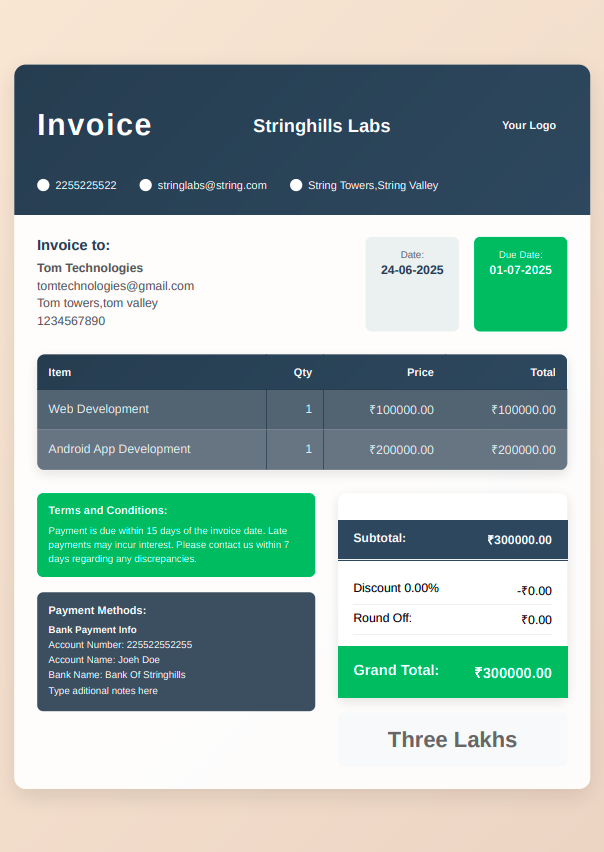 Invoice
Stringhills Labs
Your Logo
2255225522 stringlabs@string.com String Towers,String Valley
Invoice to:
Tom Technologies
tomtechnologies@gmail.com
Tom towers,tom valley
1234567890
Date:
24-06-2025
Due Date:
01-07-2025
Item Qty Price Total
Web Development 1 ₹100000.00 ₹100000.00
Android App Development 1 ₹200000.00 ₹200000.00
Terms and Conditions:
Payment is due within 15 days of the invoice date. Late
payments may incur interest. Please contact us within 7
days regarding any discrepancies.
Payment Methods:
Bank Payment Info
Account Number: 225522552255
Account Name: Joeh Doe
Bank Name: Bank Of Stringhills
Type aditional notes here
Subtotal: ₹300000.00
Discount 0.00% -₹0.00
Round Off: ₹0.00
Grand Total: ₹300000.00
Three Lakhs